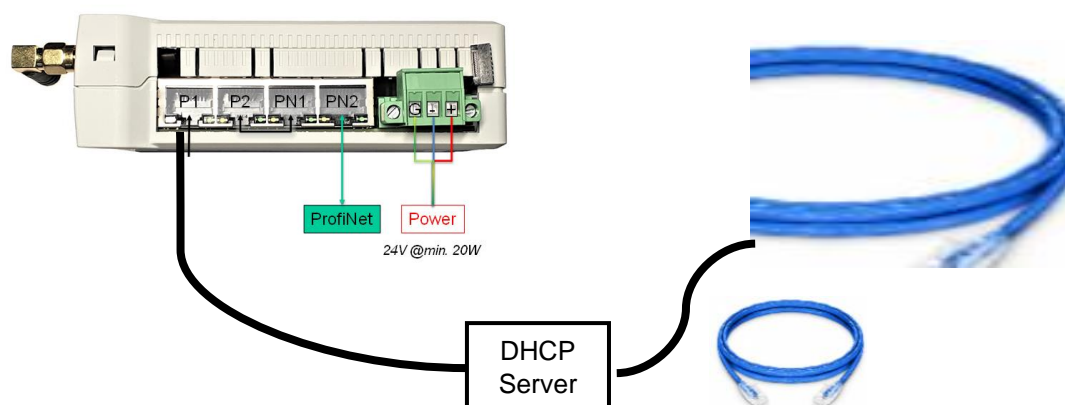 P1 P2 PN1 PN2
G - +
ProfiNet
Power
24V @min. 20W
DHCP
Server